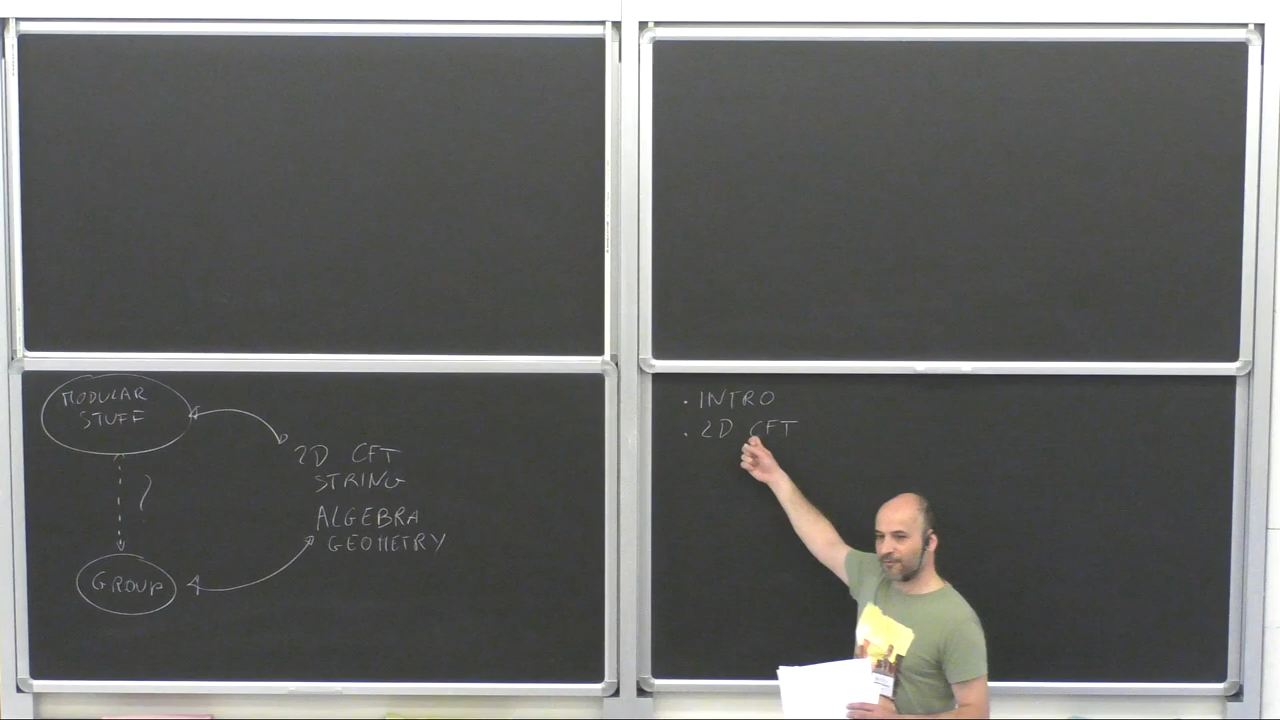 MODULAR
STUFF
?
GROUP
2D CFT
STRING
ALGEBRA
GEOMETRY
· INTRO
· 2D CFT